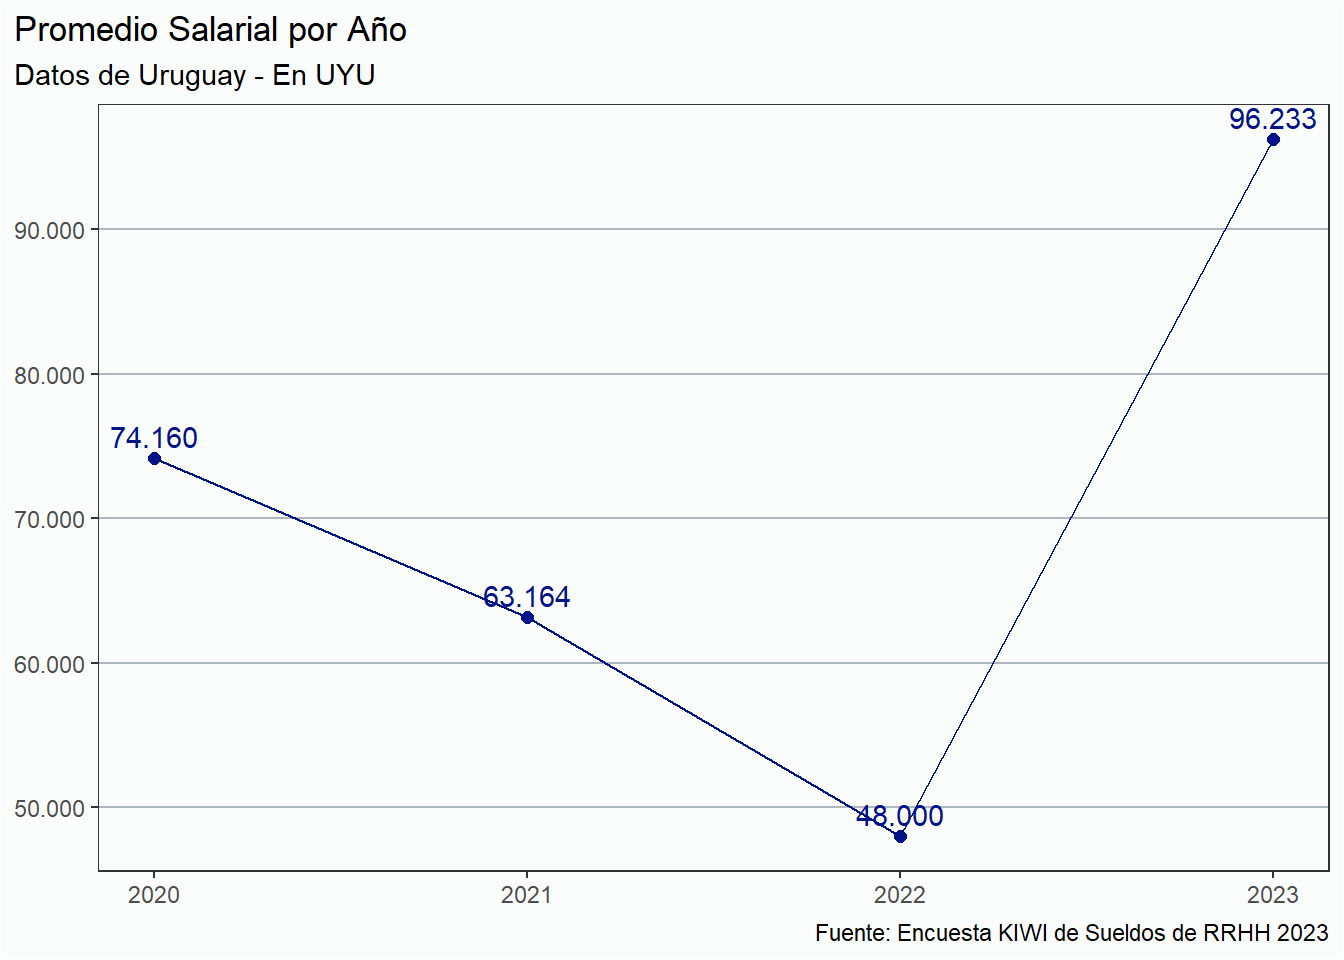 Promedio Salarial por Año
Datos de Uruguay - En UYU
96.233
90.000
80.000
74.160
70.000
63.164
60.000
50.000
48.000
2020 2021 2022 2023
Fuente: Encuesta KIWI de Sueldos de RRHH 2023